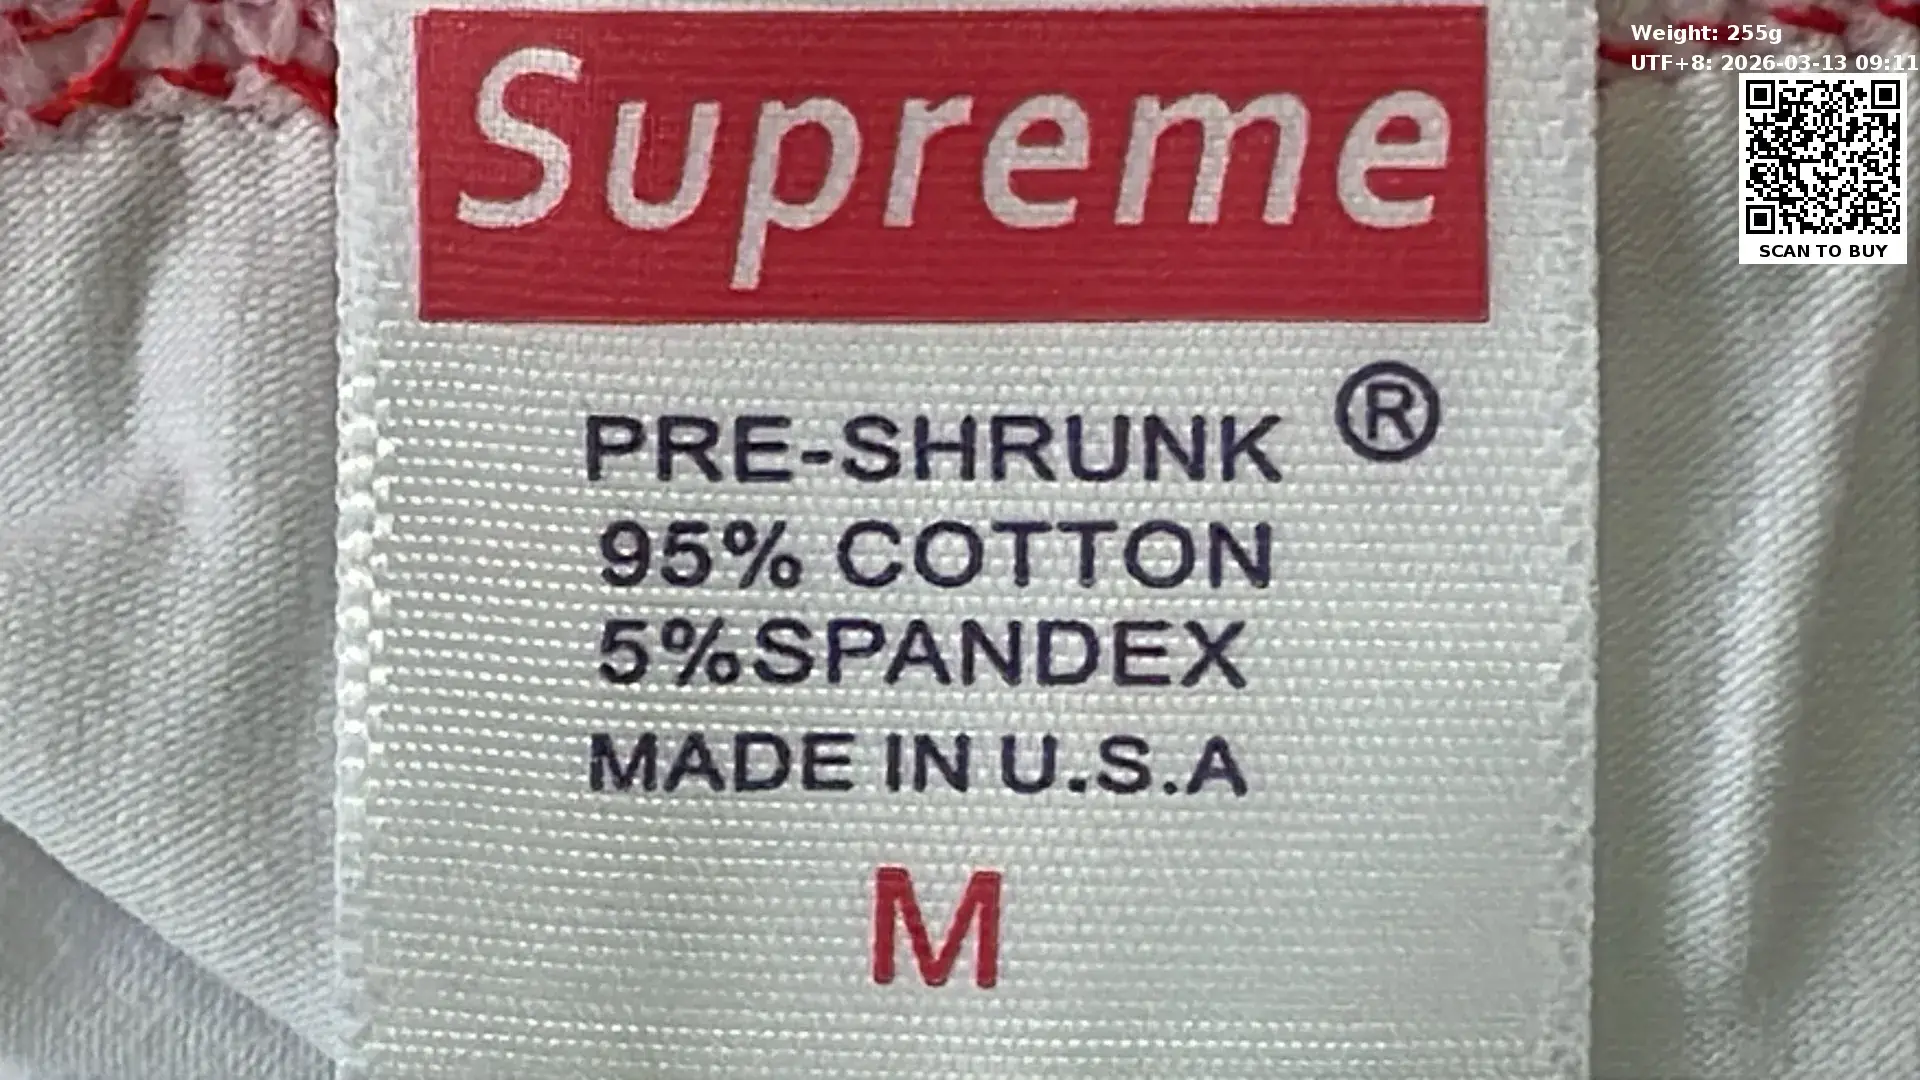 Supreme
Weight: 255g
UTF+8: 2026-03-13 09:11
SCAN TO BUY
PRE-SHRUNK ®
95% COTTON
5%SPANDEX
MADE IN U.S.A
M